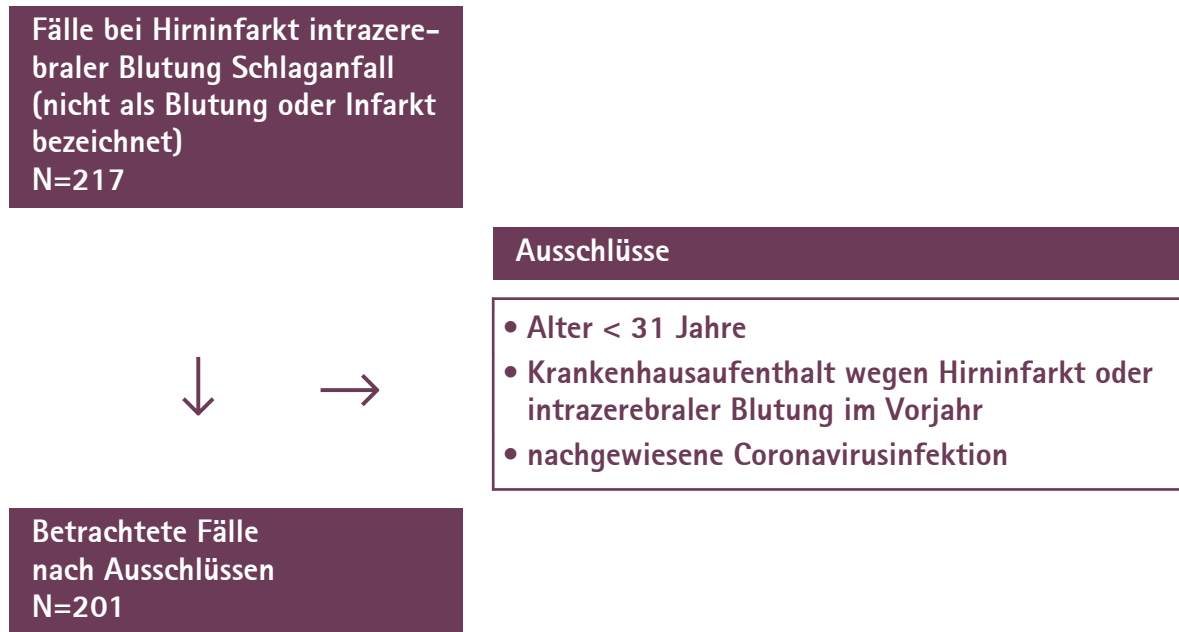 Fälle bei Hirninfarkt intrazere-
braler Blutung Schlaganfall
(nicht als Blutung oder Infarkt
bezeichnet)
N=217
Ausschlüsse
• Alter < 31 Jahre
• Krankenhausaufenthalt wegen Hirninfarkt oder
intrazerebraler Blutung im Vorjahr
• nachgewiesene Coronavirusinfektion
Betrachtete Fälle
nach Ausschlüssen
N=201